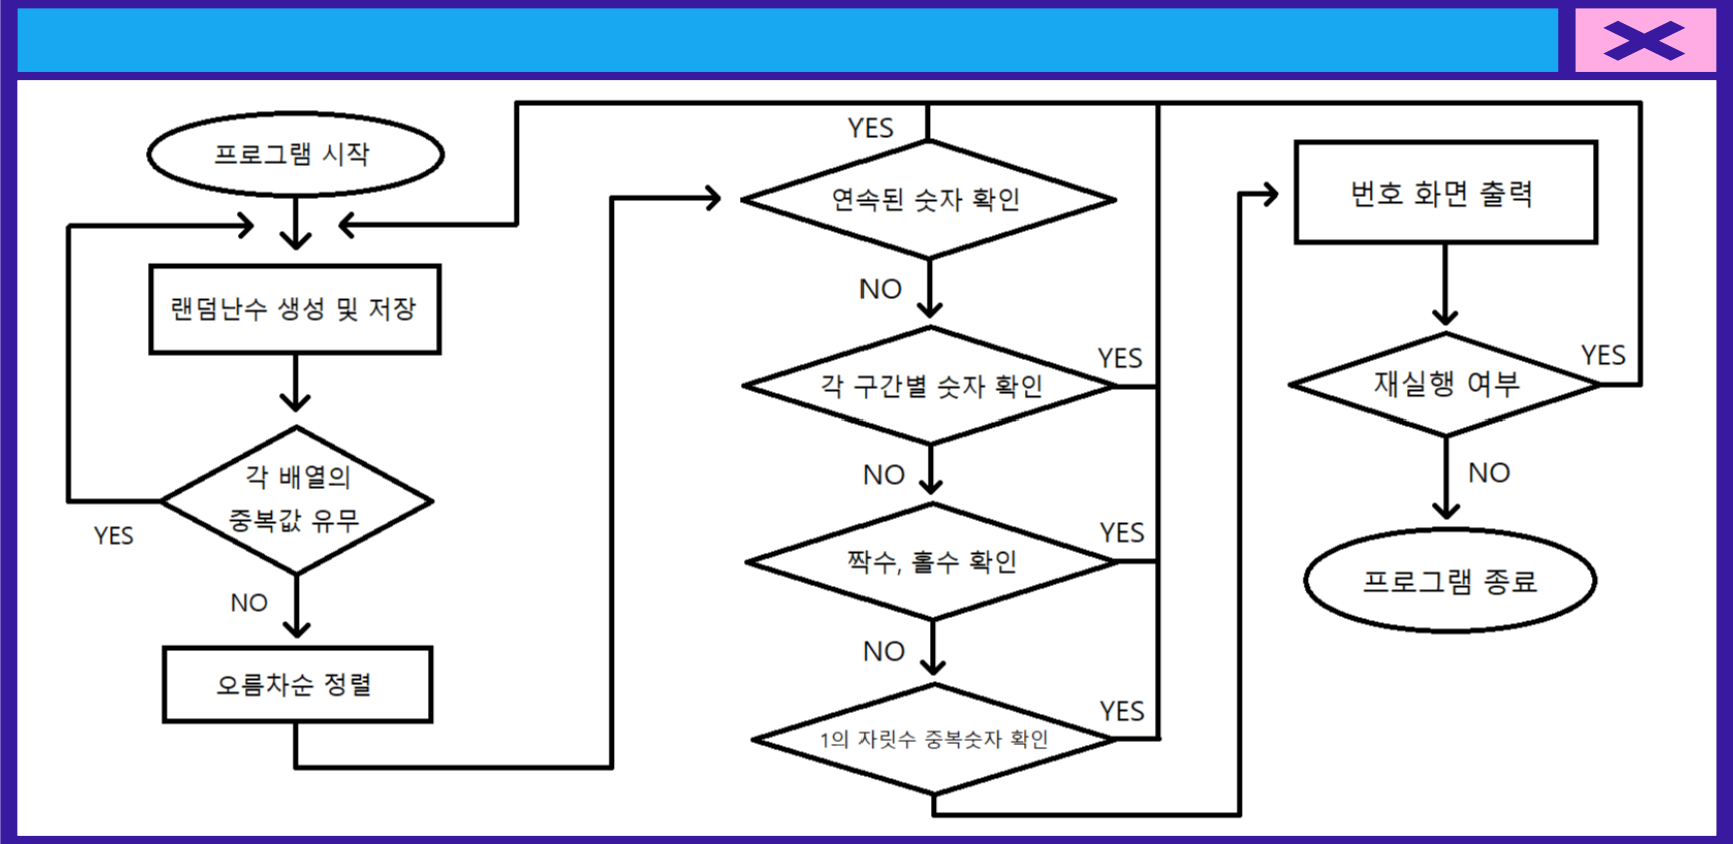 프로그램 시작
랜덤난수 생성 및 저장
각 배열의
중복값 유무
YES
NO
오름차순 정렬
YES
연속된 숫자 확인
NO
각 구간별 숫자 확인
YES
NO
짝수, 홀수 확인
YES
NO
1의 자릿수 중복숫자 확인
YES
번호 화면 출력
재실행 여부
YES
NO
프로그램 종료